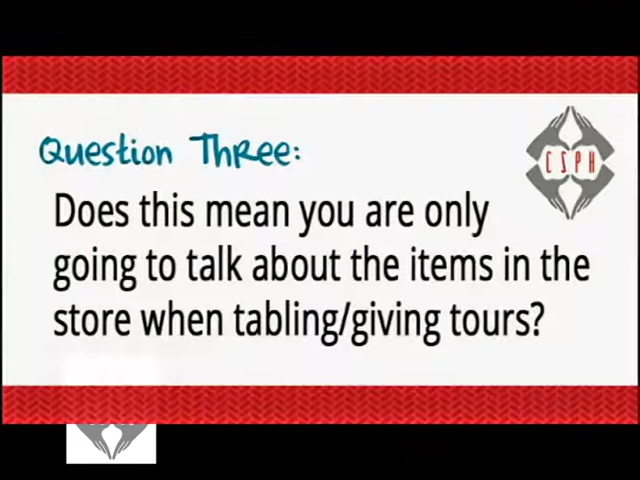 Question Three:
CSPH
Does this mean you are only
going to talk about the items in the
store when tabling/giving tours?